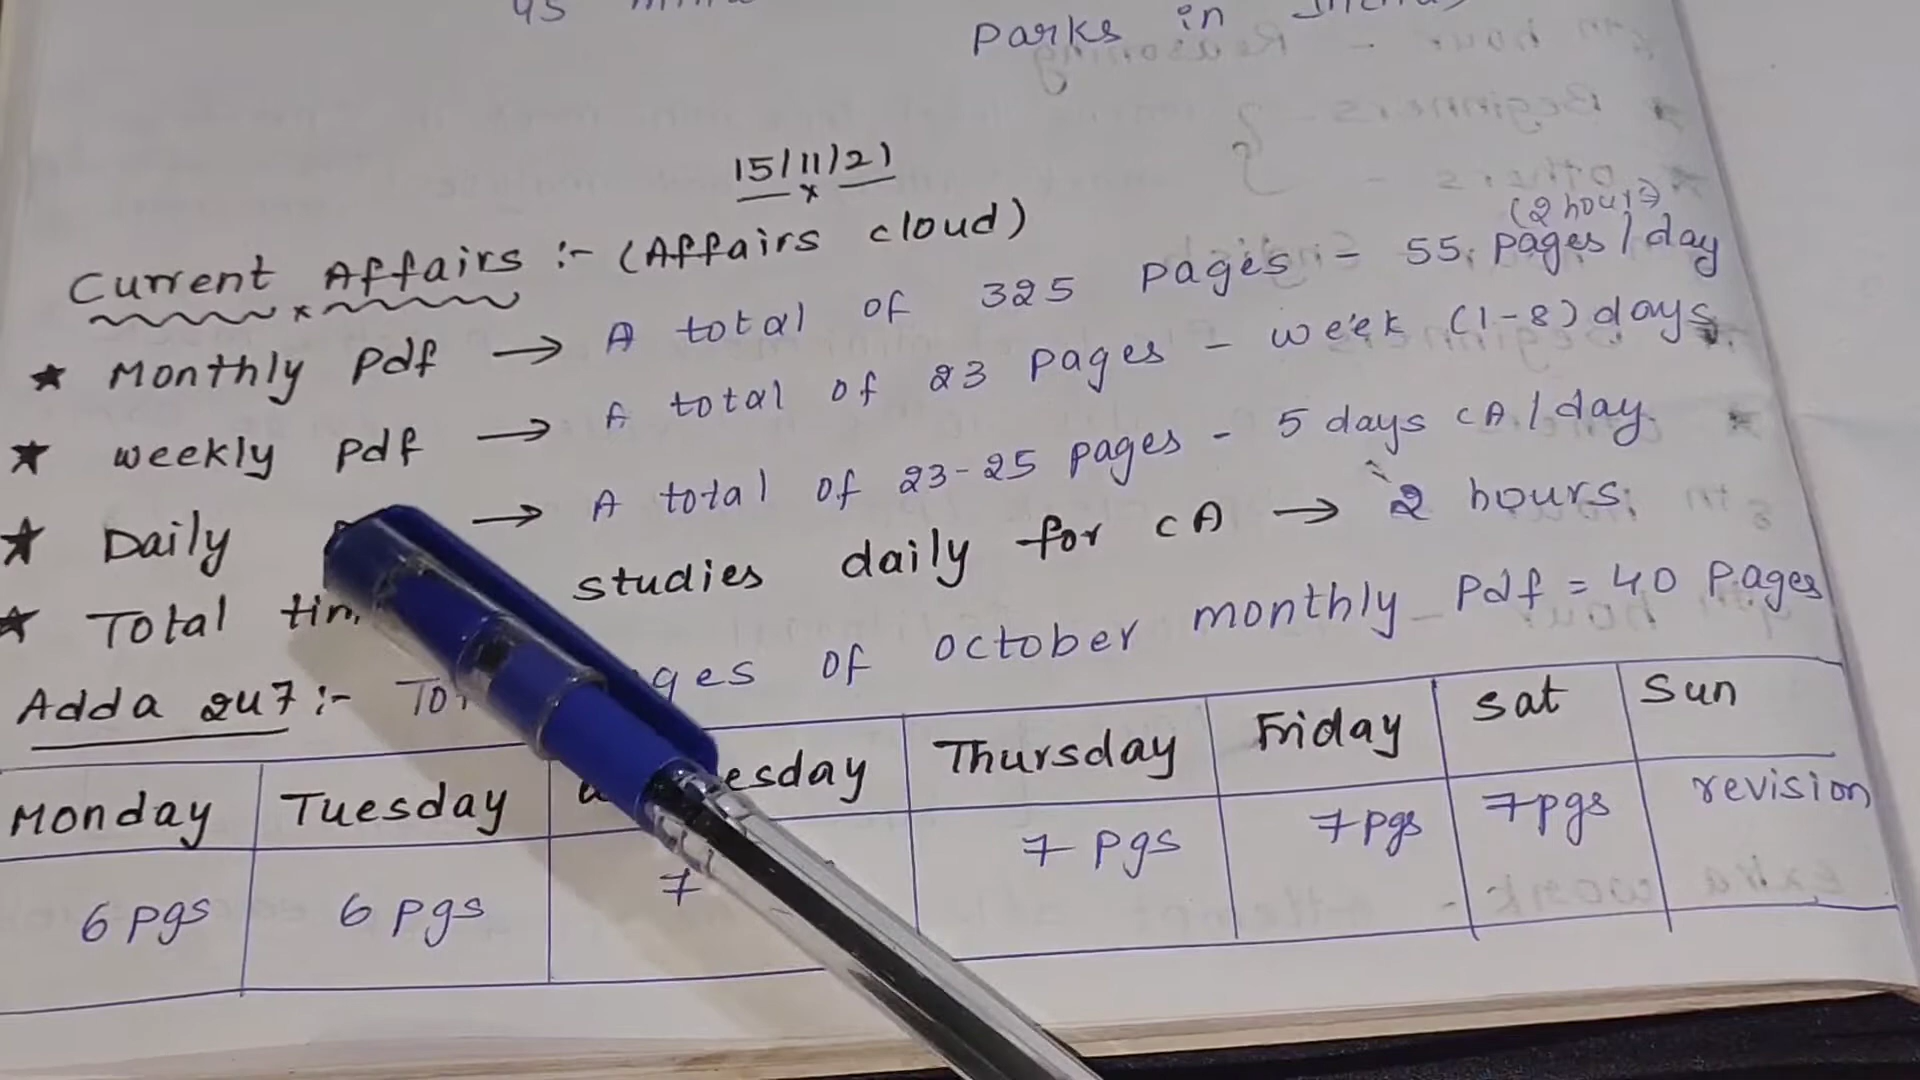 45
Parks in
15/11/21
Current Affairs :- (Affairs cloud)
(2 hours)
★ Monthly Pdf → A total of 325 pages - 55 pages/day
★ weekly pdf → A total of 23 pages - week (1-8) days
★ Daily → A total of 23-25 pages - 5 days CA/day.
★ Total studies daily for CA → 2 hours.
Adda 247 :- of october monthly Pdf = 40 Pages
Monday Tuesday Thursday Friday Sat Sun
6 pgs 6 pgs 7 7 pgs 7 pgs 7 pgs revision